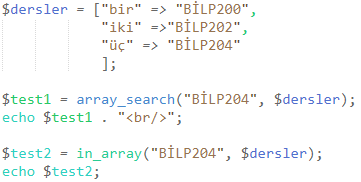 $dersler = ["bir" => "BİLP200",
"iki" =>"BİLP202",
"üç" => "BİLP204"
];
$test1 = array_search("BİLP204", $dersler);
echo $test1 . "<br/>";
$test2 = in_array("BİLP204", $dersler);
echo $test2;